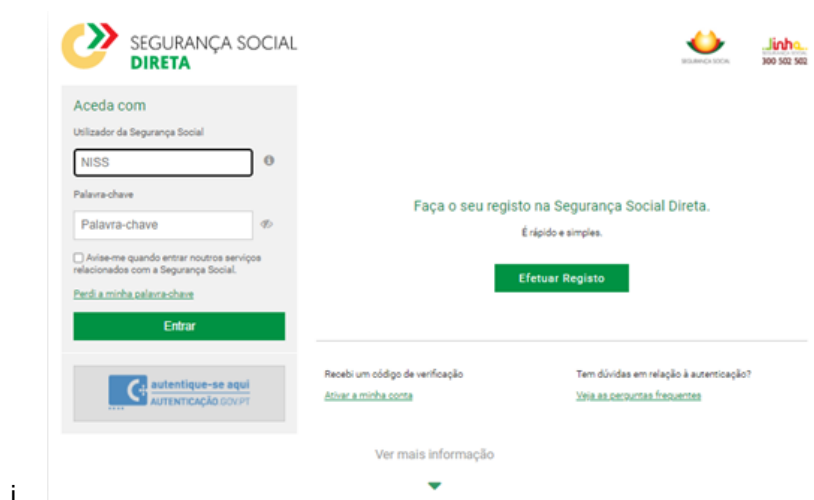 SEGURANÇA SOCIAL
DIRETA
SEGURANÇA SOCIAL
Linha
300 502 502
Aceda com
Utilizador da Segurança Social
NISS
Palavra-chave
Palavra-chave
Avise-me quando entrar noutros serviços
relacionados com a Segurança Social.
Perdi a minha palavra-chave
Entrar
autentique-se aqui
AUTENTICAÇÃO.GOV.PT
Faça o seu registo na Segurança Social Direta.
É rápido e simples.
Efetuar Registo
Recebi um código de verificação
Ativar a minha conta
Tem dúvidas em relação à autenticação?
Veja as perguntas frequentes
Ver mais informação
i